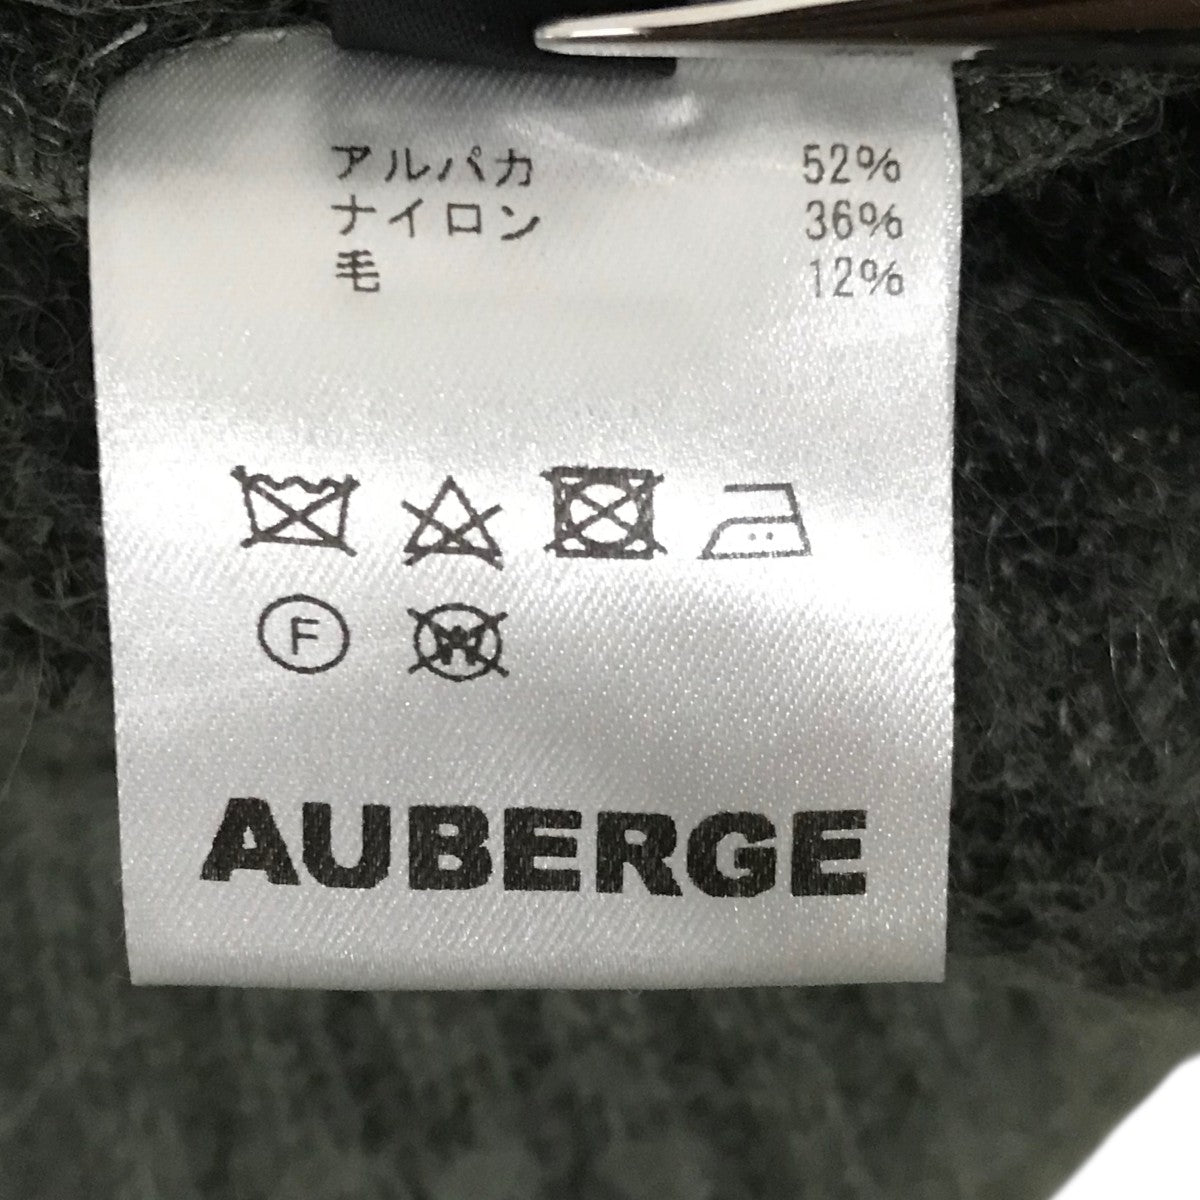 アルパカ 52%
ナイロン 36%
毛 12%
F W
AUBERGE